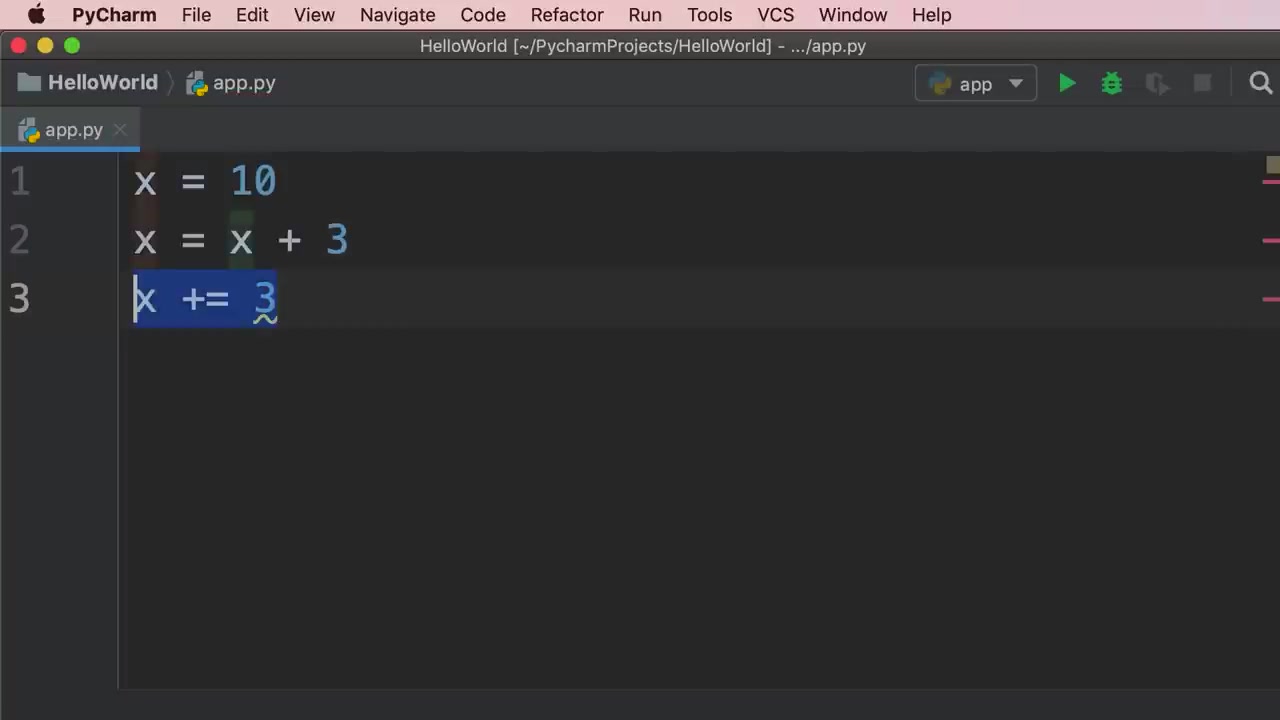 PyCharm File Edit View Navigate Code Refactor Run Tools VCS Window Help
HelloWorld [~/PycharmProjects/HelloWorld] - .../app.py
HelloWorld app.py app
app.py
1 x = 10
2 x = x + 3
3 x += 3